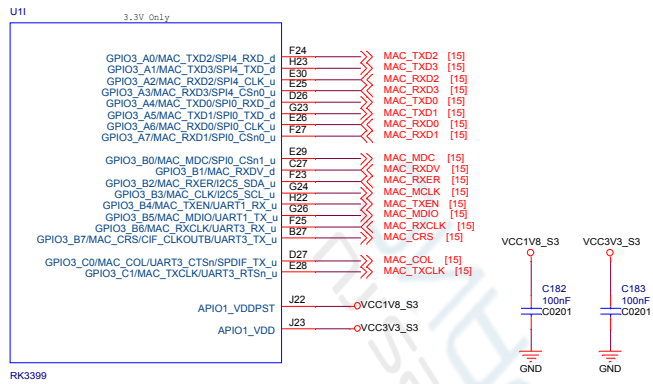 U1I
3.3V Only
GPIO3_A0/MAC_TXD2/SPI4_RXD_d F24 MAC_TXD2 [15]
GPIO3_A1/MAC_TXD3/SPI4_TXD_d H23 MAC_TXD3 [15]
GPIO3_A2/MAC_RXD2/SPI4_CLK_u E30 MAC_RXD2 [15]
GPIO3_A3/MAC_RXD3/SPI4_CSn0_u E25 MAC_RXD3 [15]
GPIO3_A4/MAC_TXD0/SPI0_RXD_d D26 MAC_TXD0 [15]
GPIO3_A5/MAC_TXD1/SPI0_TXD_d G23 MAC_TXD1 [15]
GPIO3_A6/MAC_RXD0/SPI0_CLK_u E26 MAC_RXD0 [15]
GPIO3_A7/MAC_RXD1/SPI0_CSn0_u F27 MAC_RXD1 [15]
GPIO3_B0/MAC_MDC/SPI0_CSn1_u E29 MAC_MDC [15]
GPIO3_B1/MAC_RXDV_d C27 MAC_RXDV [15]
GPIO3_B2/MAC_RXER/I2C5_SDA_u F23 MAC_RXER [15]
GPIO3_B3/MAC_CLK/I2C5_SCL_u G24 MAC_MCLK [15]
GPIO3_B4/MAC_TXEN/UART1_RX_u H22 MAC_TXEN [15]
GPIO3_B5/MAC_MDIO/UART1_TX_u G26 MAC_MDIO [15]
GPIO3_B6/MAC_RXCLK/UART3_RX_u F25 MAC_RXCLK [15]
GPIO3_B7/MAC_CRS/CIF_CLKOUTB/UART3_TX_u B27 MAC_CRS [15]
GPIO3_C0/MAC_COL/UART3_CTSn/SPDIF_TX_u D27 MAC_COL [15]
GPIO3_C1/MAC_TXCLK/UART3_RTSn_u E28 MAC_TXCLK [15]
APIO1_VDDPST J22 VCC1V8_S3
APIO1_VDD J23 VCC3V3_S3
RK3399
VCC1V8_S3 VCC3V3_S3
C182 C183
100nF 100nF
C0201 C0201
GND GND